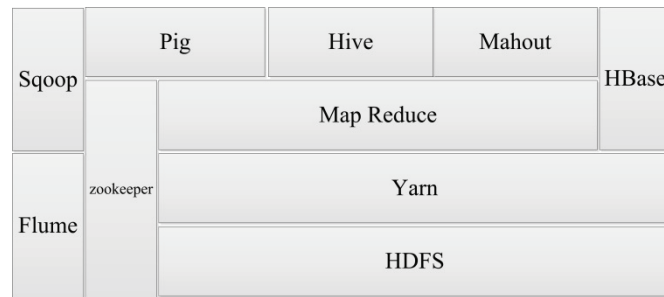 Sqoop
Pig
Hive
Mahout
HBase
Map Reduce
zookeeper
Flume
Yarn
HDFS